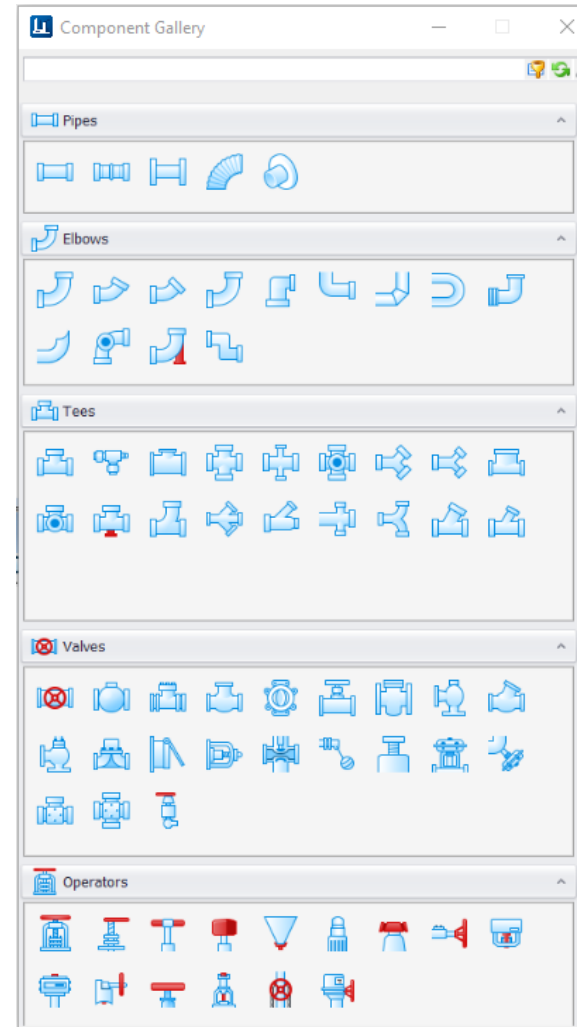 Component Gallery
Pipes
Elbows
Tees
Valves
Operators